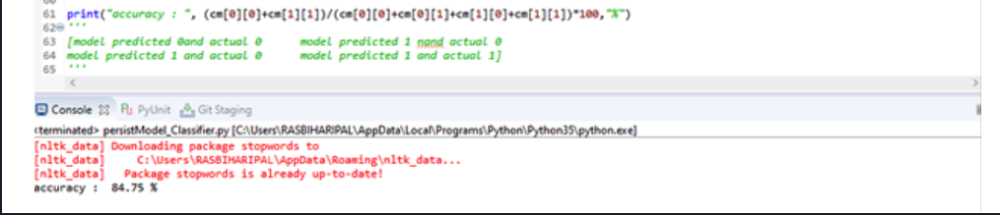 61 print("accuracy : ", (cm[0][0]+cm[1][1])/(cm[0][0]+cm[0][1]+cm[1][0]+cm[1][1])*100,"%")
62 '''
63 [model predicted 0and actual 0 model predicted 1 nand actual 0
64 model predicted 1 and actual 0 model predicted 1 and actual 1]
65 '''
Console PyUnit Git Staging
<terminated> persistModel_Classifier.py [C:\Users\RASBIHARIPAL\AppData\Local\Programs\Python\Python35\python.exe]
[nltk_data] Downloading package stopwords to
[nltk_data] C:\Users\RASBIHARIPAL\AppData\Roaming\nltk_data...
[nltk_data] Package stopwords is already up-to-date!
accuracy : 84.75 %